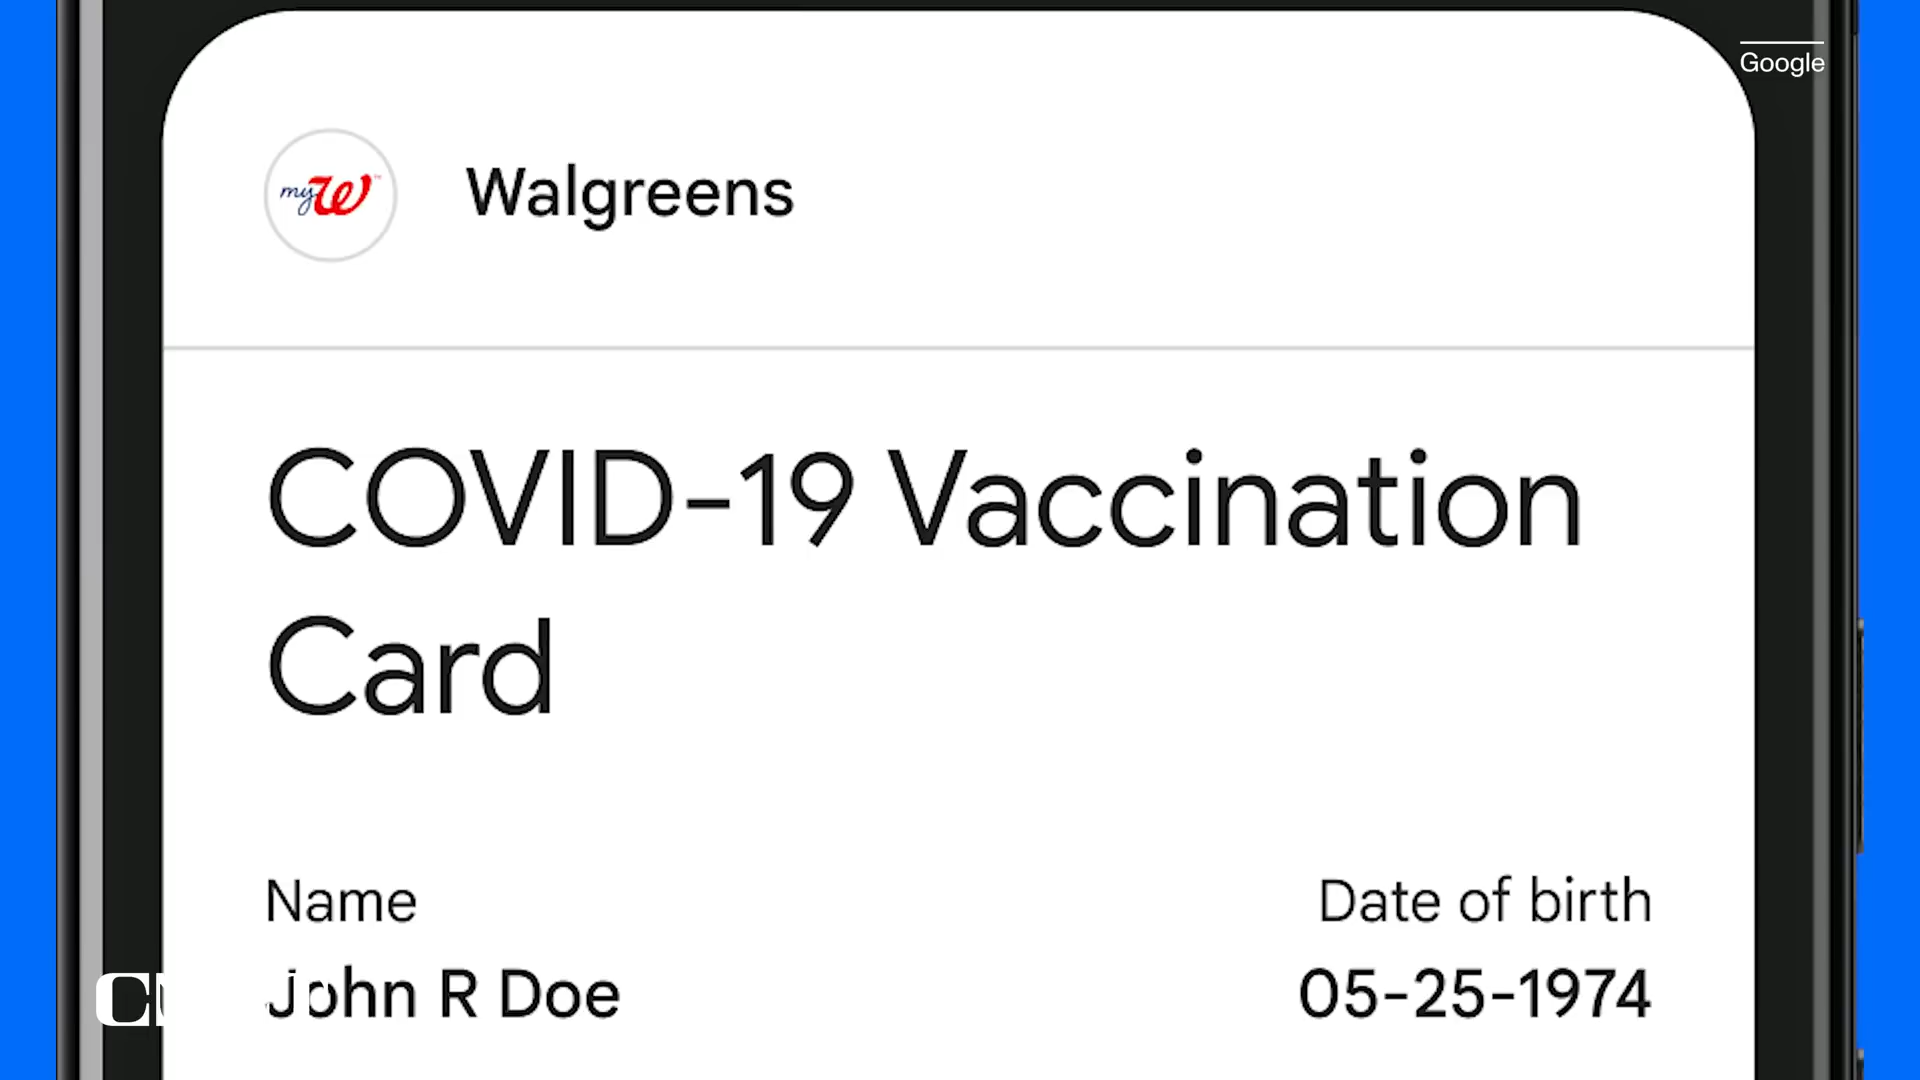 Google
my W
Walgreens
COVID-19 Vaccination
Card
Name
Date of birth
John R Doe
05-25-1974